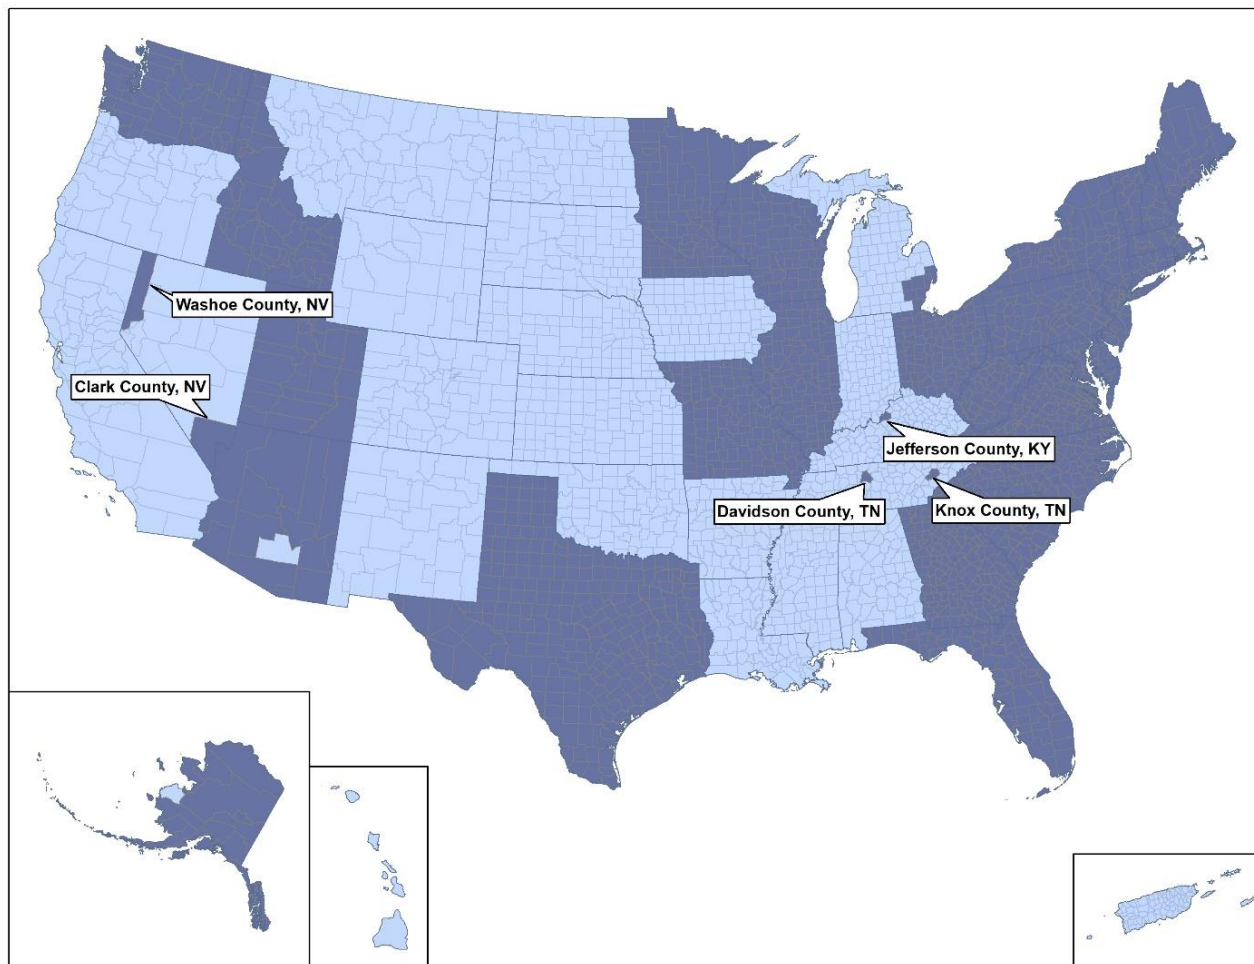 Washoe County, NV
Clark County, NV
Jefferson County, KY
Davidson County, TN
Knox County, TN